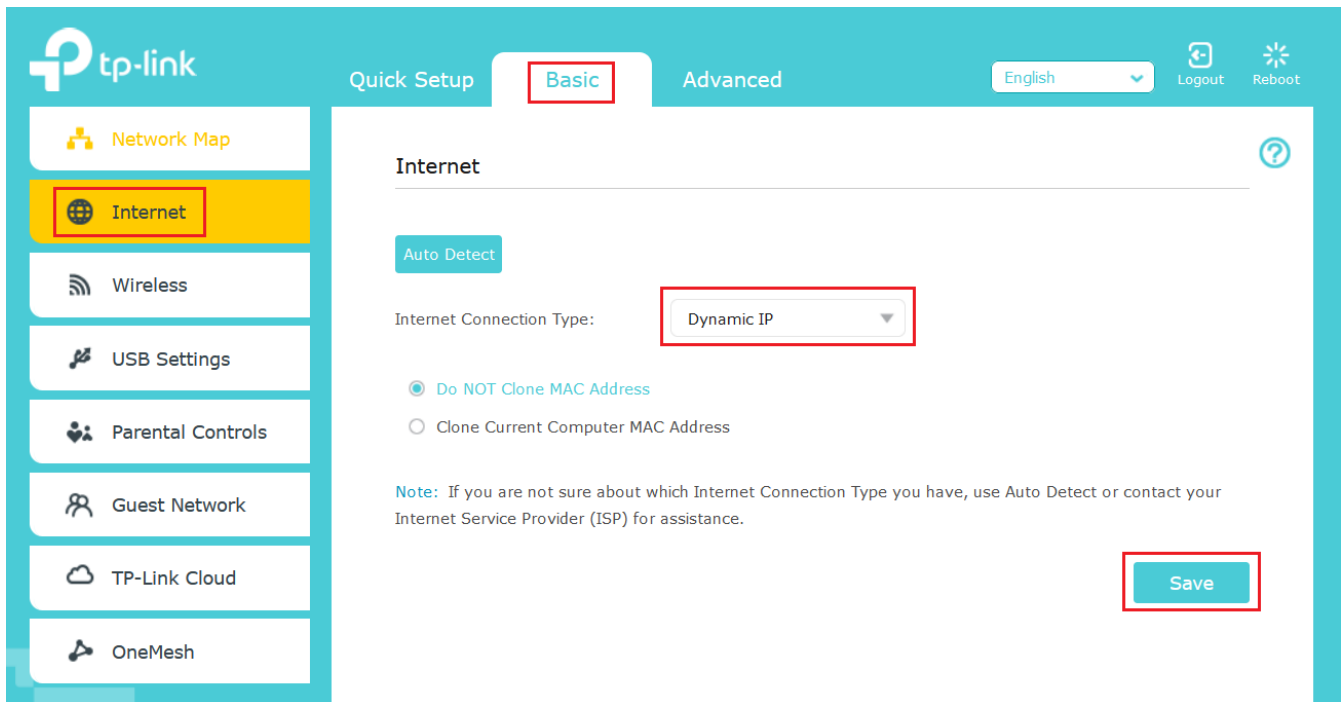 tp-link
Quick Setup
Basic
Advanced
English
Logout
Reboot
Network Map
Internet
Wireless
USB Settings
Parental Controls
Guest Network
TP-Link Cloud
OneMesh
Internet
Auto Detect
Internet Connection Type:
Dynamic IP
Do NOT Clone MAC Address
Clone Current Computer MAC Address
Note: If you are not sure about which Internet Connection Type you have, use Auto Detect or contact your
Internet Service Provider (ISP) for assistance.
Save